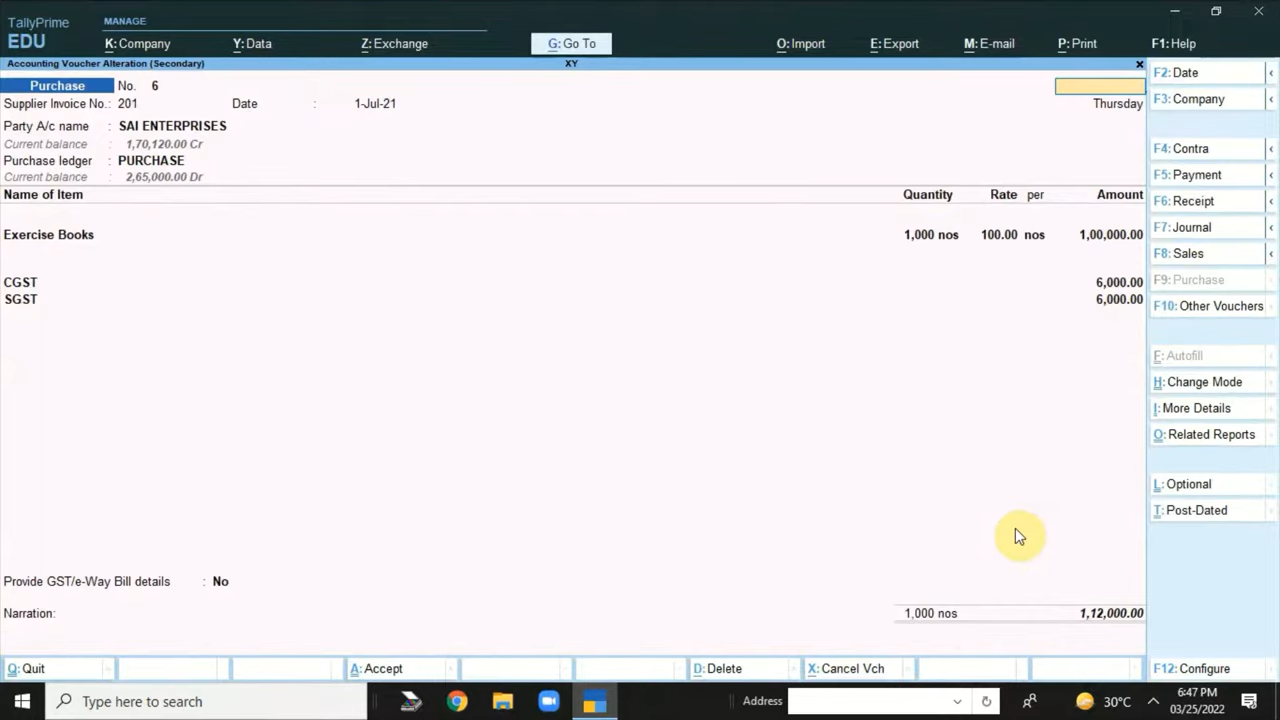 TallyPrime
EDU
MANAGE
K: Company
Y: Data
Z: Exchange
G: Go To
O: Import
E: Export
M: E-mail
P: Print
F1: Help
Accounting Voucher Alteration (Secondary)
XY
Purchase No. 6
Supplier Invoice No.: 201 Date : 1-Jul-21
Thursday
Party A/c name : SAI ENTERPRISES
Current balance : 1,70,120.00 Cr
Purchase ledger : PURCHASE
Current balance : 2,65,000.00 Dr
Name of Item Quantity Rate per Amount
Exercise Books 1,000 nos 100.00 nos 1,00,000.00
CGST 6,000.00
SGST 6,000.00
Provide GST/e-Way Bill details : No
Narration: 1,000 nos 1,12,000.00
F2: Date
F3: Company
F4: Contra
F5: Payment
F6: Receipt
F7: Journal
F8: Sales
F9: Purchase
F10: Other Vouchers
F: Autofill
H: Change Mode
I: More Details
O: Related Reports
L: Optional
T: Post-Dated
Q: Quit
A: Accept
D: Delete
X: Cancel Vch
F12: Configure
Type here to search
Address
30°C
6:47 PM
03/25/2022